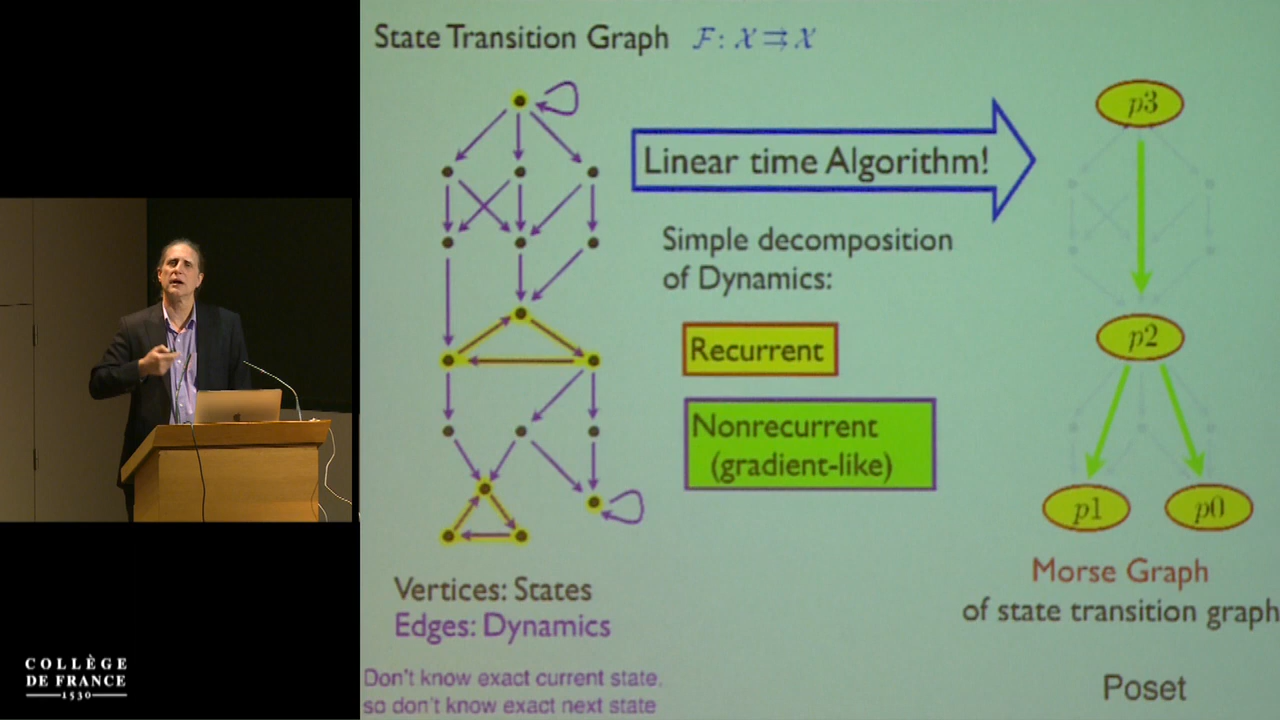 State Transition Graph F : X ⇉ X
Linear time Algorithm!
Simple decomposition
of Dynamics:
Recurrent
Nonrecurrent
(gradient-like)
Vertices: States
Edges: Dynamics
Don't know exact current state,
so don't know exact next state
p3
p2
p1
p0
Morse Graph
of state transition graph
Poset
COLLÈGE
DE FRANCE
1530